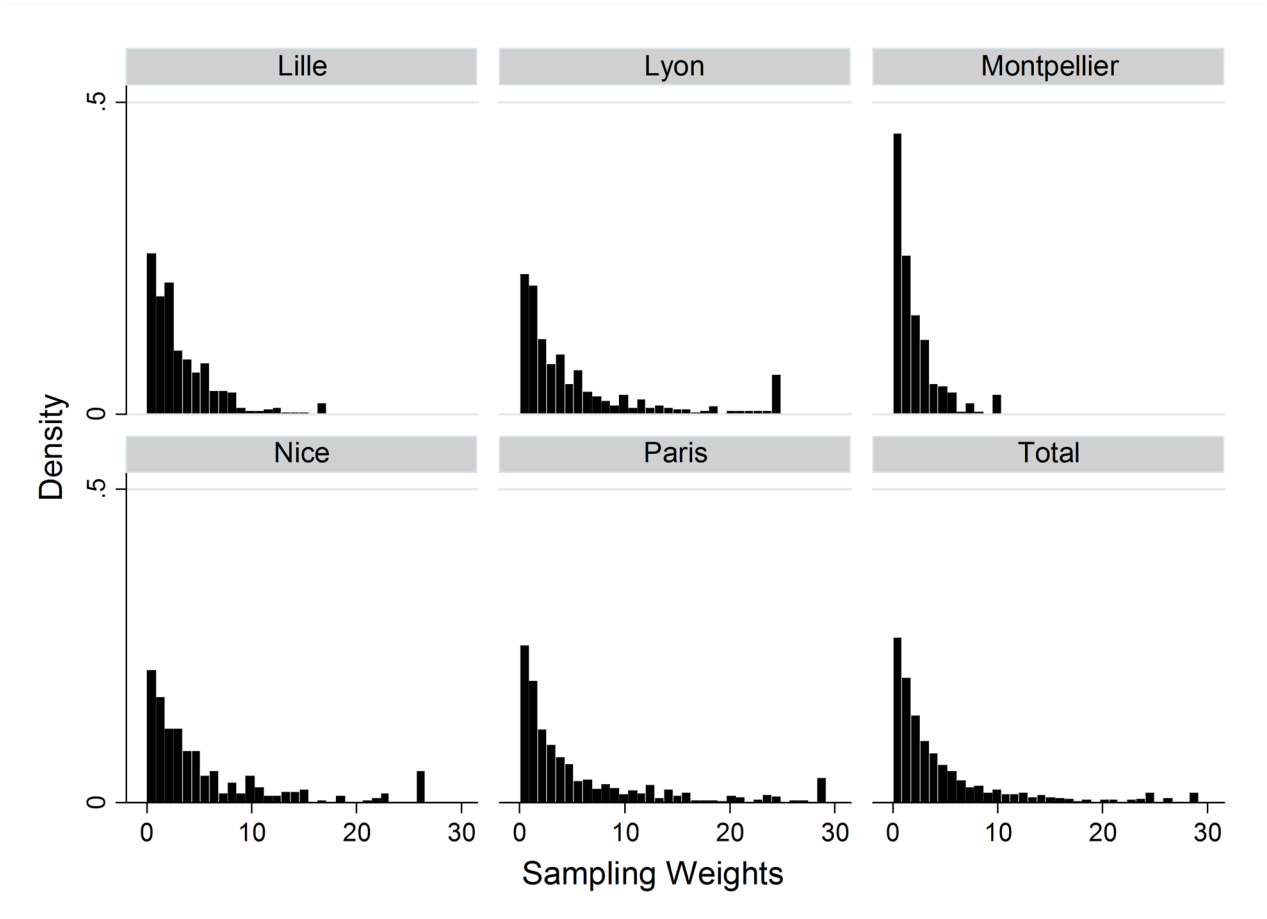 Lille
Lyon
Montpellier
.5
0
Nice
Paris
Total
.5
0
Density
0 10 20 30
0 10 20 30
0 10 20 30
Sampling Weights